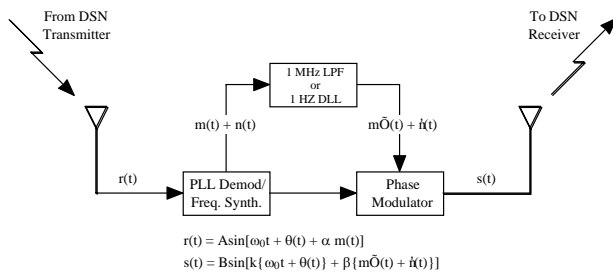 From DSN
Transmitter
To DSN
Receiver
1 MHz LPF
or
1 HZ DLL
m(t) + n(t)
mÕ(t) + ǹ(t)
r(t)
PLL Demod/
Freq. Synth.
Phase
Modulator
s(t)
r(t) = Asin[ω0t + θ(t) + α m(t)]
s(t) = Bsin[k{ω0t + θ(t)} + β{mÕ(t) + ǹ(t)}]